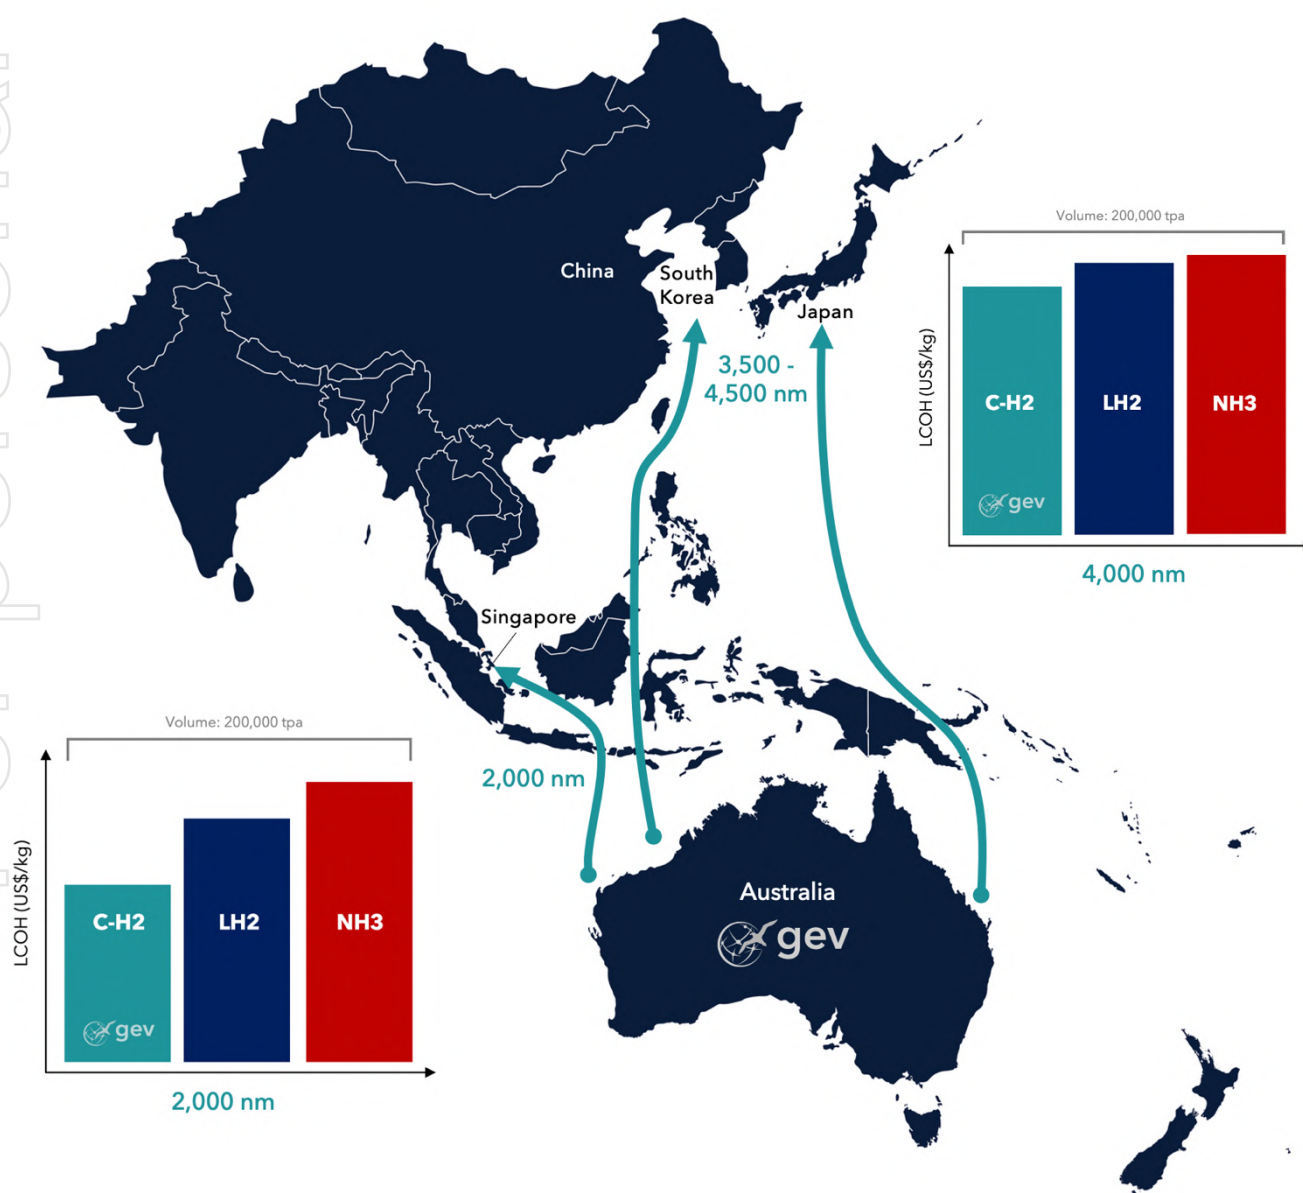 China
South
Korea
Japan
3,500 -
4,500 nm
Volume: 200,000 tpa
LCOH (US$/kg)
C-H2
LH2
NH3
gev
4,000 nm
Singapore
2,000 nm
Volume: 200,000 tpa
LCOH (US$/kg)
C-H2
LH2
NH3
gev
2,000 nm
Australia
gev